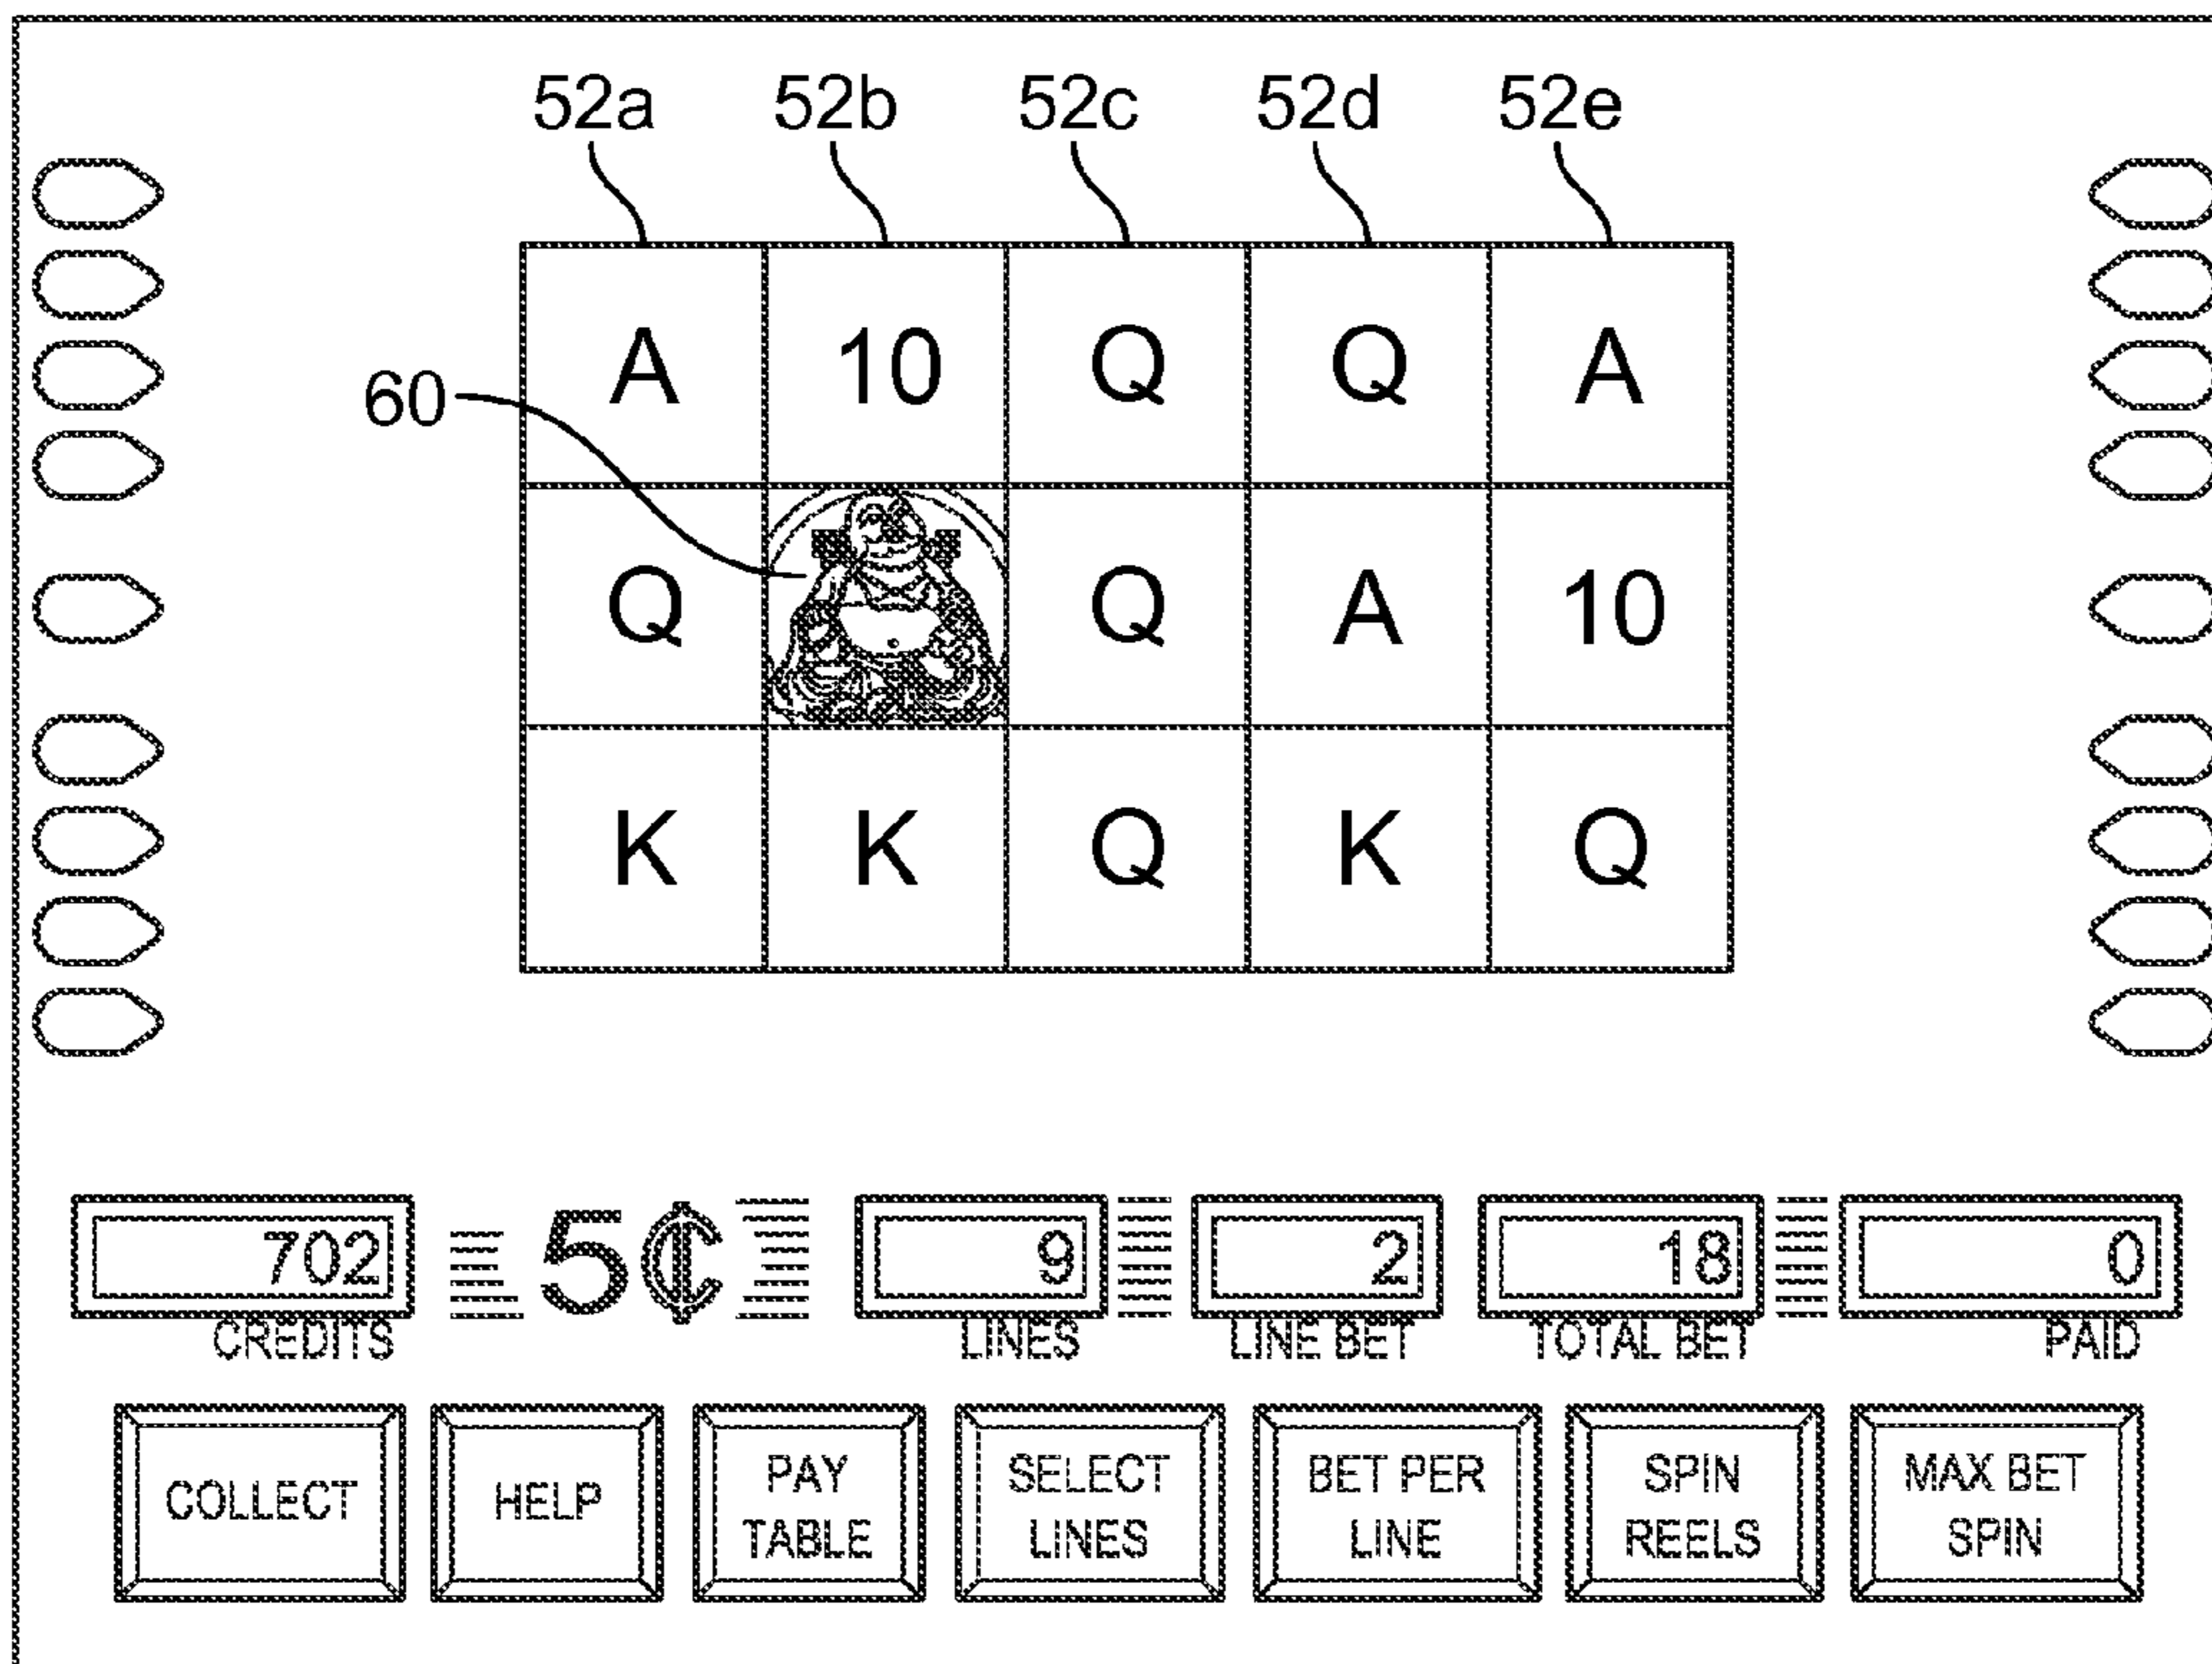 52a 52b 52c 52d 52e
A 10 Q Q A
60
Q Q A 10
K K Q K Q
702 5¢ 9 2 18 0
CREDITS LINES LINE BET TOTAL BET PAID
COLLECT HELP PAY TABLE SELECT LINES BET PER LINE SPIN REELS MAX BET SPIN